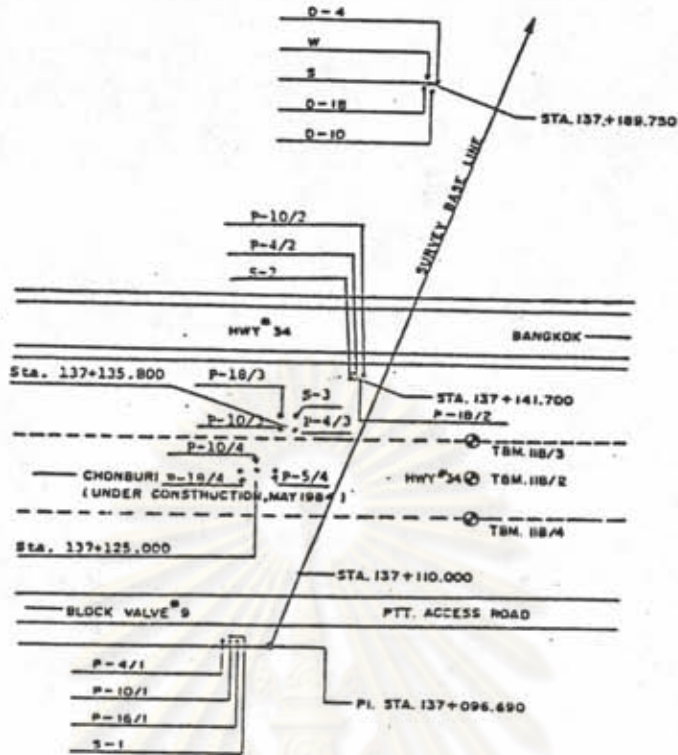 D-4
W
S
D-18
D-10
STA. 137+189.750
SURVEY BASE LINE
P-10/2
P-4/2
S-2
HWY # 34
BANGKOK
Sta. 137+135.800
P-18/3
S-3
STA. 137+141.700
P-18/2
P-10/3
P-4/3
P-10/4
TBM. 118/3
CHONBURI
P-18/4
P-5/4
HWY # 34
TBM. 118/2
(UNDER CONSTRUCTION, MAY 1984)
Sta. 137+125.000
TBM. 118/4
STA. 137+110.000
BLOCK VALVE # 9
PTT. ACCESS ROAD
P-4/1
P-10/1
P-16/1
S-1
PI. STA. 137+096.690